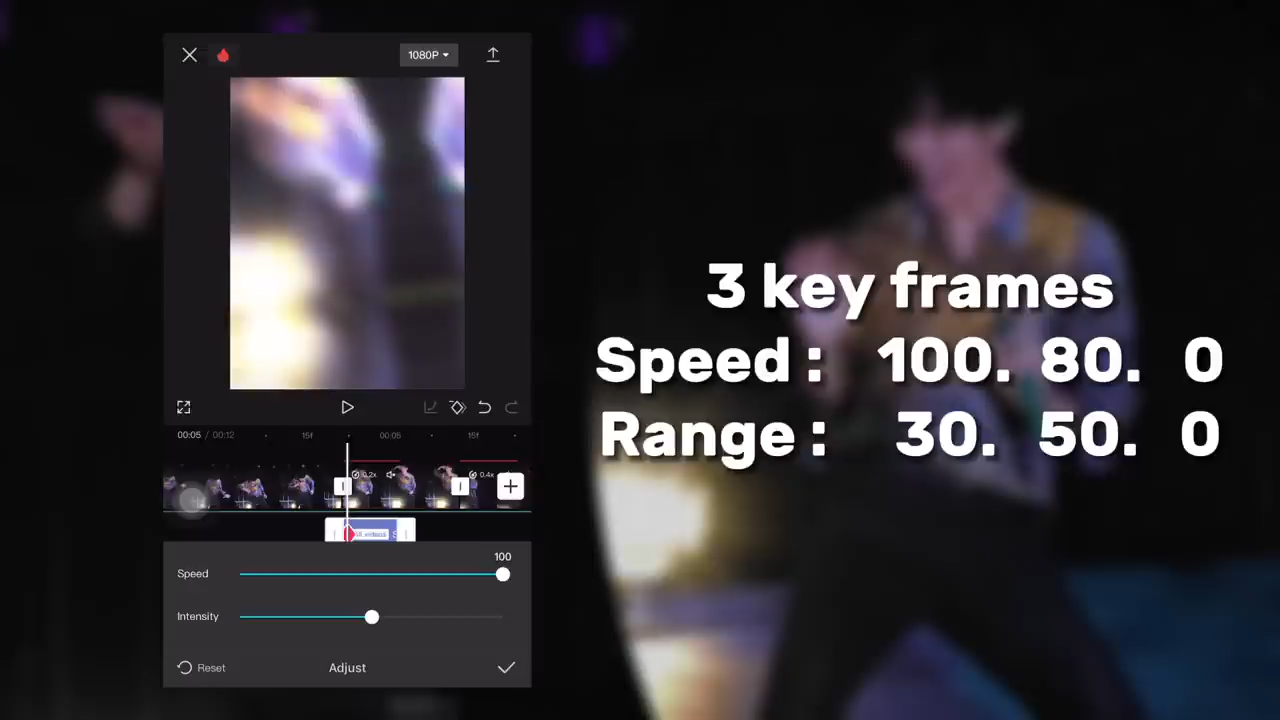 1080P
3 key frames
Speed : 100. 80. 0
Range : 30. 50. 0
00:05 / 00:12
15f
00:05
15f
0.2x
0.4x
100
Speed
Intensity
Reset
Adjust